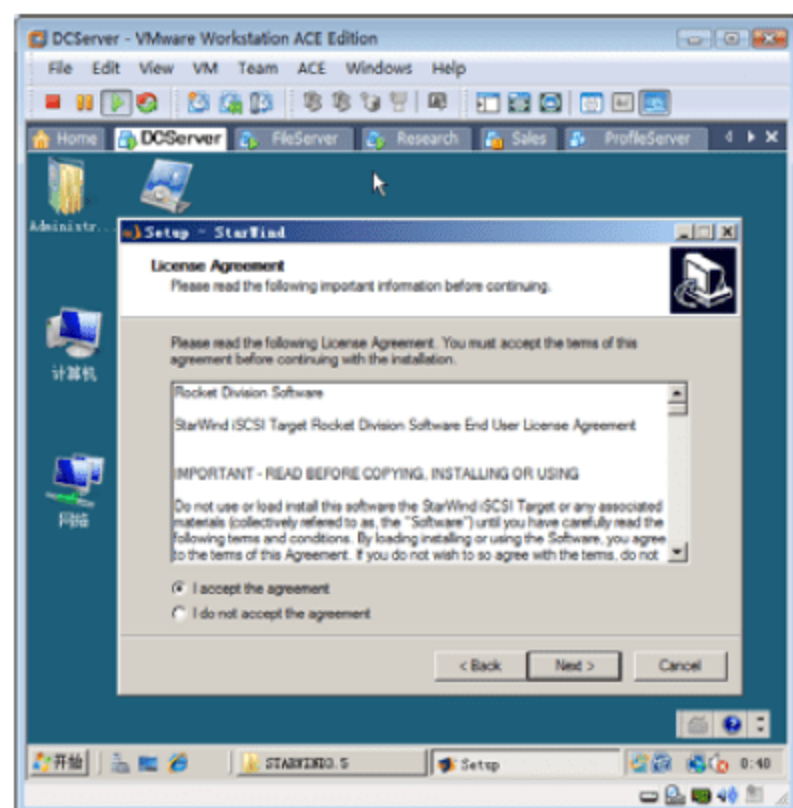 DCServer - VMware Workstation ACE Edition
File Edit View VM Team ACE Windows Help
Home DCServer FileServer Research Sales ProfileServer
Administr...
Setup - StarWind
License Agreement
Please read the following important information before continuing.
Please read the following License Agreement. You must accept the terms of this
agreement before continuing with the installation.
计算机
Rocket Division Software
StarWind iSCSI Target Rocket Division Software End User License Agreement
IMPORTANT - READ BEFORE COPYING, INSTALLING OR USING
网络
Do not use or load install this software the StarWind iSCSI Target or any associated
materials (collectively refered to as, the "Software") until you have carefully read the
following terms and conditions. By loading installing or using the Software, you agree
to the terms of this Agreement. If you do not wish to so agree with the terms, do not
I accept the agreement
I do not accept the agreement
< Back Next > Cancel
开始 Setup 0:40